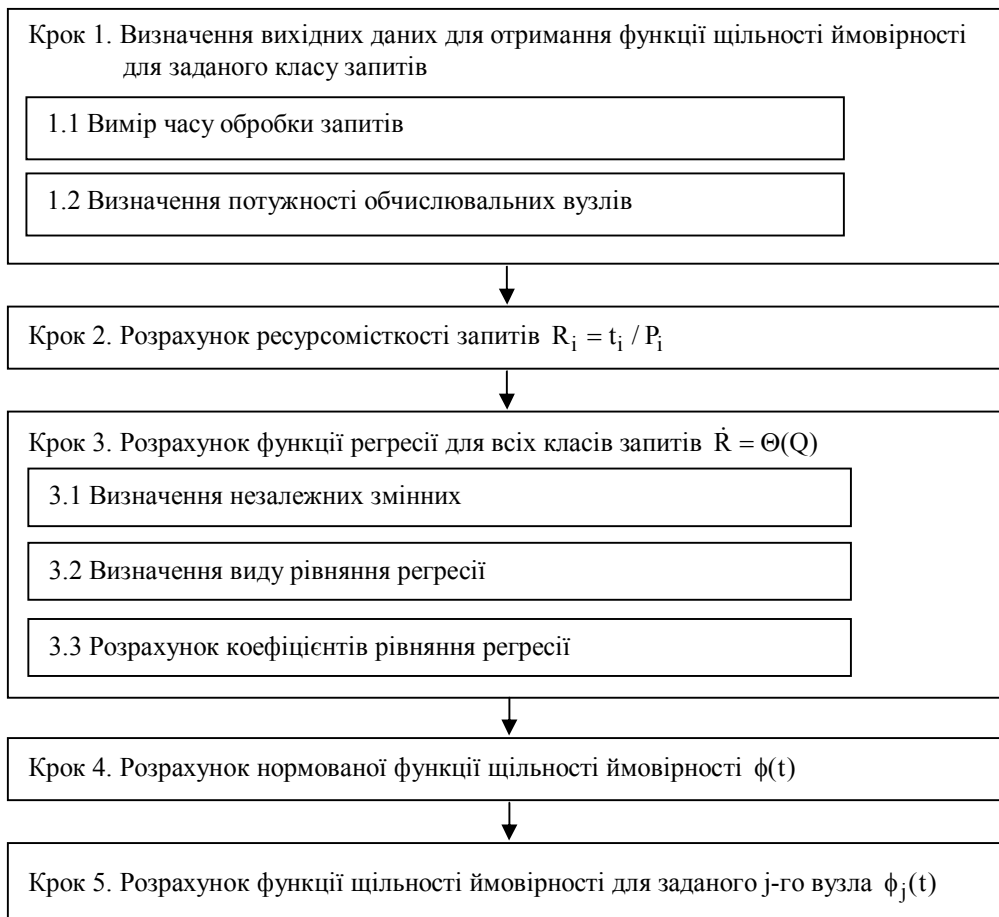 Крок 1. Визначення вихідних даних для отримання функції щільності ймовірності
для заданого класу запитів
1.1 Вимір часу обробки запитів
1.2 Визначення потужності обчислювальних вузлів
Крок 2. Розрахунок ресурсомісткості запитів R_i = t_i / P_i
Крок 3. Розрахунок функції регресії для всіх класів запитів Ṙ = Θ(Q)
3.1 Визначення незалежних змінних
3.2 Визначення виду рівняння регресії
3.3 Розрахунок коефіцієнтів рівняння регресії
Крок 4. Розрахунок нормованої функції щільності ймовірності ϕ(t)
Крок 5. Розрахунок функції щільності ймовірності для заданого j-го вузла ϕ_j(t)